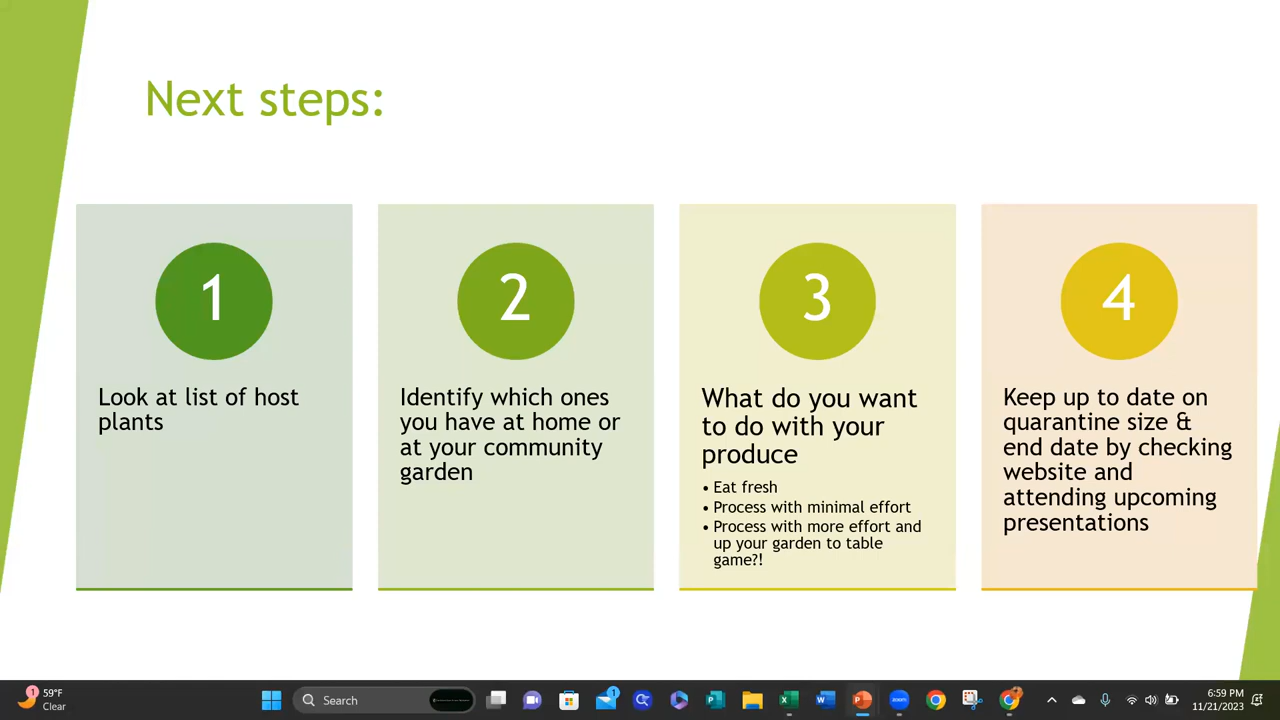 Next steps:
1
Look at list of host
plants
2
Identify which ones
you have at home or
at your community
garden
3
What do you want
to do with your
produce
• Eat fresh
• Process with minimal effort
• Process with more effort and
up your garden to table
game?!
4
Keep up to date on
quarantine size &
end date by checking
website and
attending upcoming
presentations
1
59°F
Clear
Search
1
zoom
6:59 PM
11/21/2023